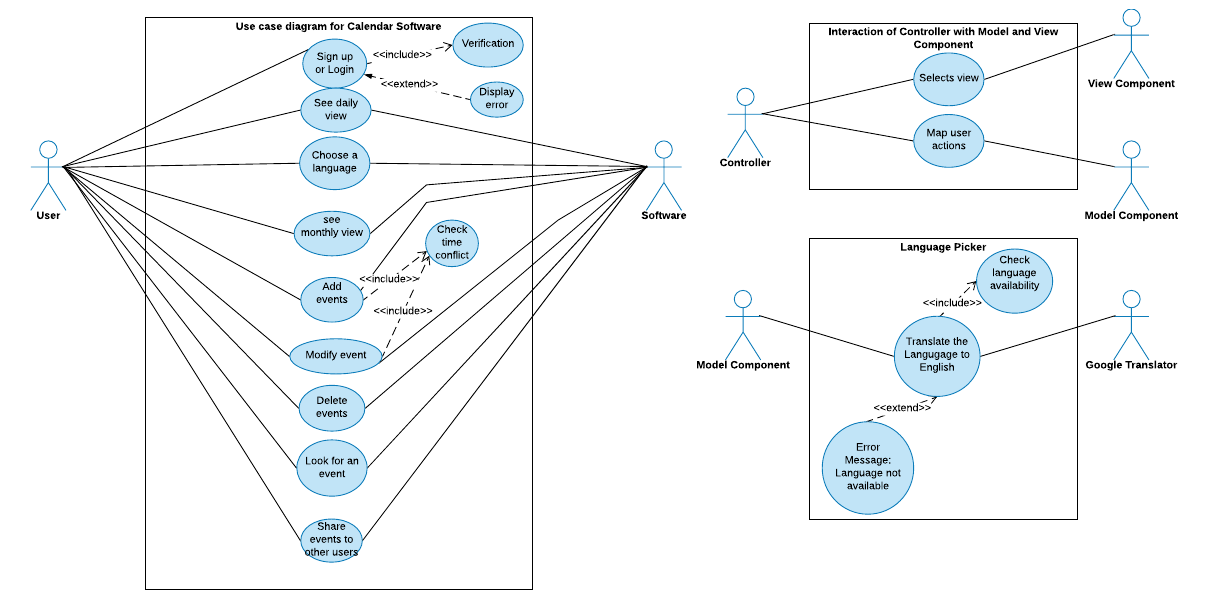 Use case diagram for Calendar Software
Sign up
or Login
<<include>>
Verification
<<extend>>
Display
error
See daily
view
Choose a
language
User
Software
see
monthly view
Check
time
conflict
<<include>>
Add
events
<<include>>
Modify event
Delete
events
Look for an
event
Share
events to
other users
Interaction of Controller with Model and View
Component
Selects view
View Component
Controller
Map user
actions
Model Component
Language Picker
Check
language
availability
<<include>>
Translate the
Langugage to
English
Model Component
Google Translator
<<extend>>
Error
Message:
Language not
available